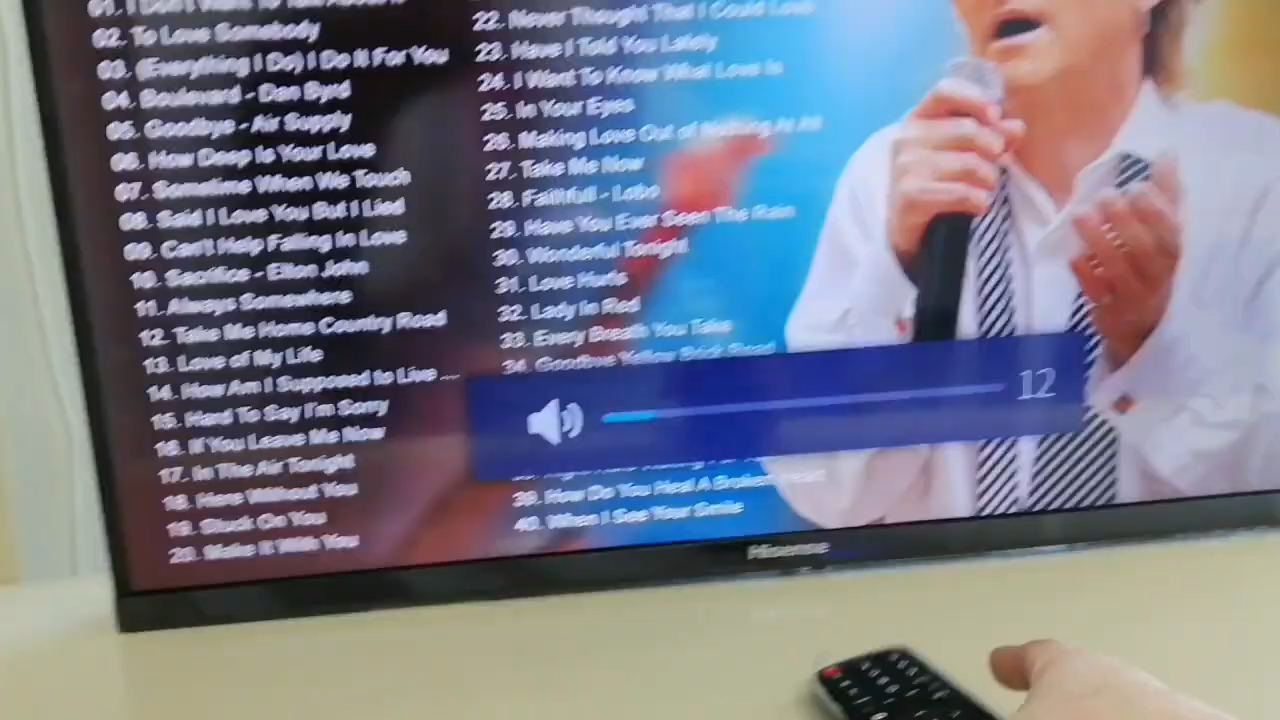 01. I Don't Want To Talk About It
02. To Love Somebody
03. (Everything I Do) I Do It For You
04. Boulevard - Dan Byrd
05. Goodbye - Air Supply
06. How Deep Is Your Love
07. Sometime When We Touch
08. Said I Love You But I Lied
09. Can't Help Falling In Love
10. Sacrifice - Elton John
11. Always Somewhere
12. Take Me Home Country Road
13. Love of My Life
14. How Am I Supposed to Live ...
15. Hard To Say I'm Sorry
16. If You Leave Me Now
17. In The Air Tonight
18. Here Without You
19. Stuck On You
20. Make It With You
22. Never Thought That I Could Love
23. Have I Told You Lately
24. I Want To Know What Love Is
25. In Your Eyes
26. Making Love Out of Nothing At All
27. Take Me Now
28. Faithfull - Lobo
29. Have You Ever Seen The Rain
30. Wonderful Tonight
31. Love Hurts
32. Lady In Red
33. Every Breath You Take
34. Goodbye Yellow Brick Road
12
39. How Do You Heal A Broken Heart
40. When I See Your Smile
Hisense